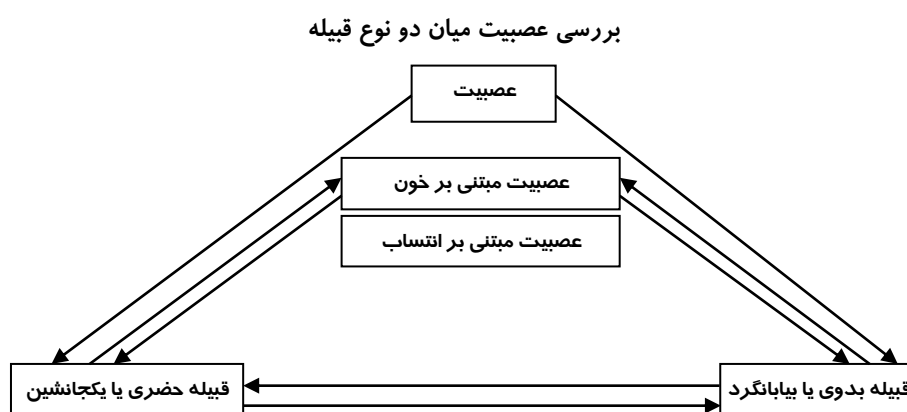 بررسی عصبیت میان دو نوع قبیله
عصبیت
عصبیت مبتنی بر خون
عصبیت مبتنی بر انتساب
قبیله بدوی یا بیابانگرد
قبیله حضری یا یکجانشین